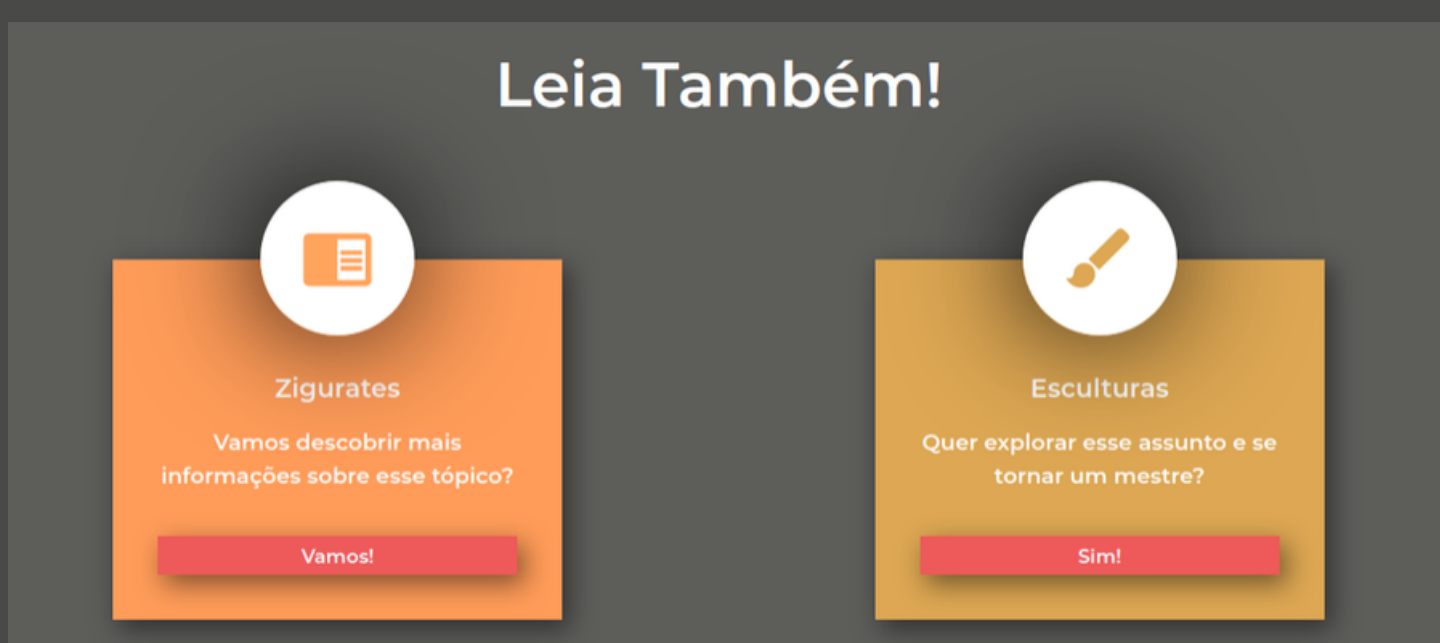 Leia Também!
Zigurates
Vamos descobrir mais
informações sobre esse tópico?
Vamos!
Esculturas
Quer explorar esse assunto e se
tornar um mestre?
Sim!